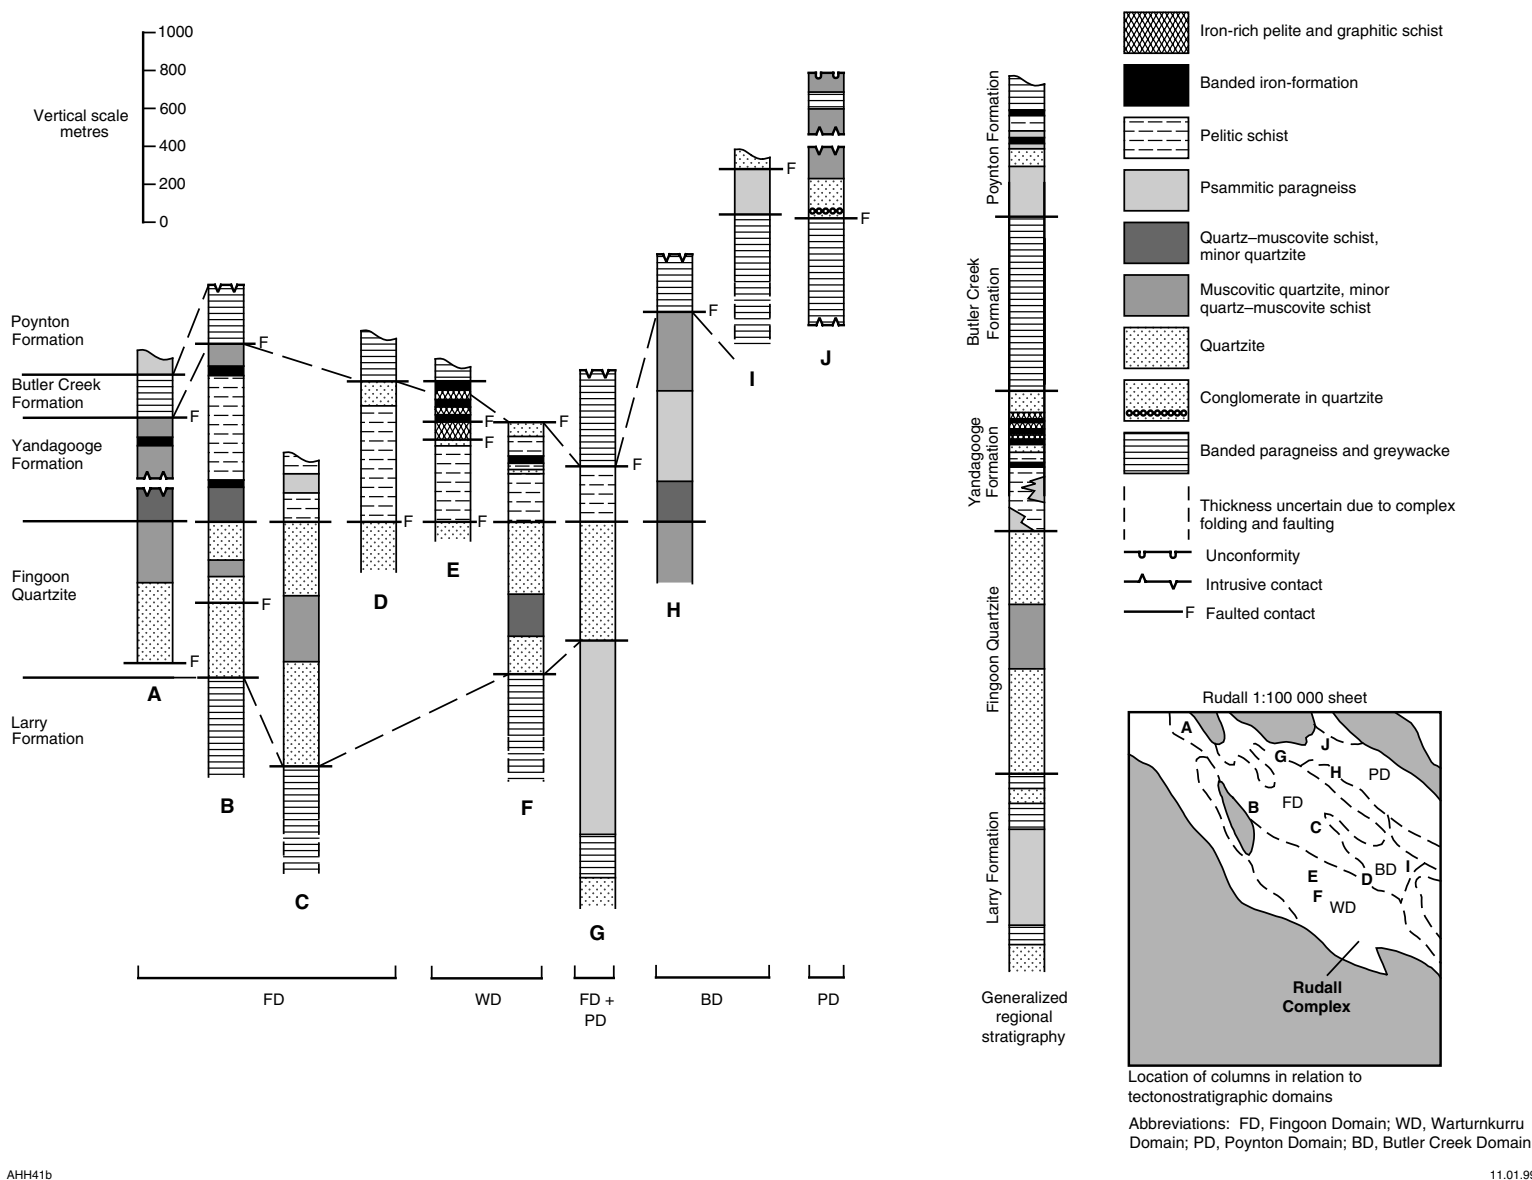 1000
800
600
400
200
0
Vertical scale
metres
Poynton
Formation
Butler Creek
Formation
Yandagooge
Formation
Fingoon
Quartzite
Larry
Formation
F
F
A
F
F
B
C
F
D
F
F
F
E
F
F
F
G
F
H
F
I
F
J
FD
WD
FD +
PD
BD
PD
Poynton Formation
Butler Creek
Formation
Yandagooge
Formation
Fingoon Quartzite
Larry Formation
Generalized
regional
stratigraphy
Iron-rich pelite and graphitic schist
Banded iron-formation
Pelitic schist
Psammitic paragneiss
Quartz–muscovite schist,
minor quartzite
Muscovitic quartzite, minor
quartz–muscovite schist
Quartzite
Conglomerate in quartzite
Banded paragneiss and greywacke
Thickness uncertain due to complex
folding and faulting
Unconformity
Intrusive contact
F Faulted contact
Rudall 1:100 000 sheet
A
J
G
H
PD
B
FD
C
BD
I
E
D
F
WD
Rudall
Complex
Location of columns in relation to
tectonostratigraphic domains
Abbreviations: FD, Fingoon Domain; WD, Warturnkurru
Domain; PD, Poynton Domain; BD, Butler Creek Domain
AHH41b
11.01.99